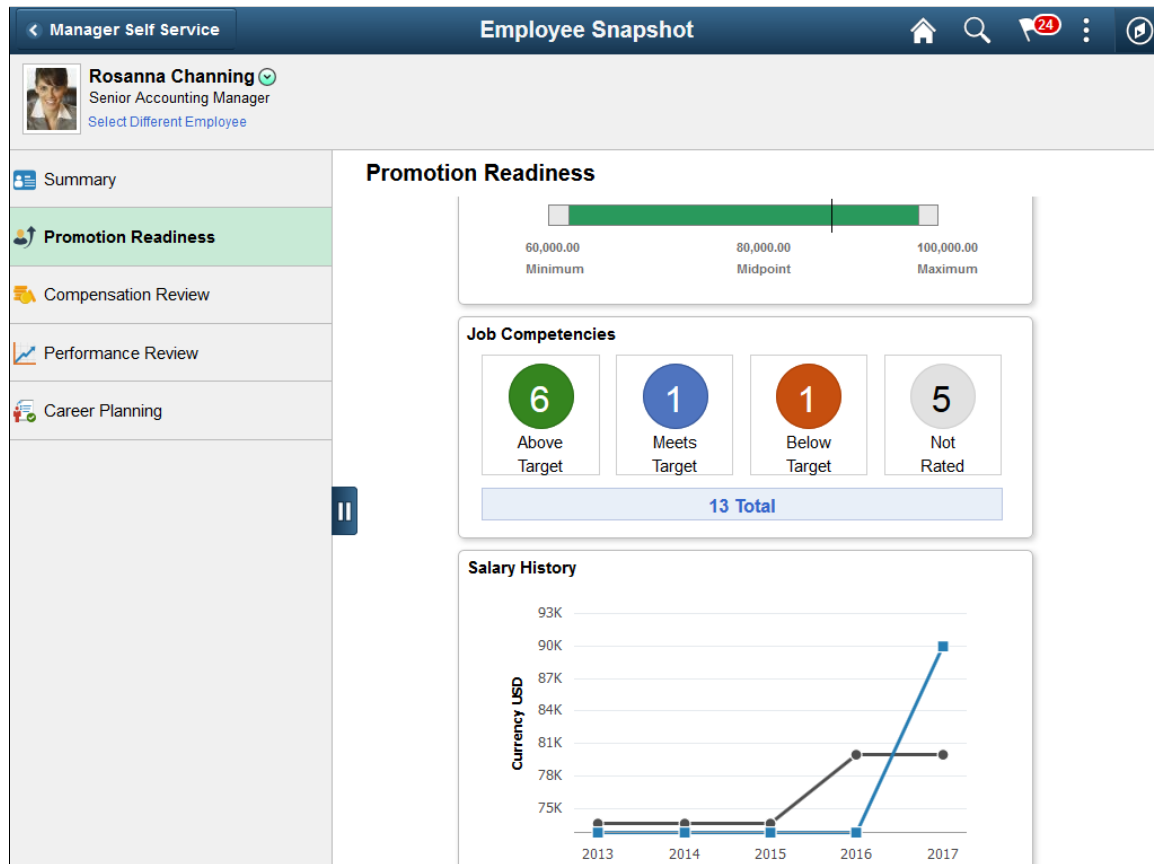 Manager Self Service
Employee Snapshot
24
Rosanna Channing
Senior Accounting Manager
Select Different Employee
Summary
Promotion Readiness
Compensation Review
Performance Review
Career Planning
Promotion Readiness
60,000.00 80,000.00 100,000.00
Minimum Midpoint Maximum
Job Competencies
6 1 1 5
Above Meets Below Not
Target Target Target Rated
13 Total
Salary History
Currency USD
93K
90K
87K
84K
81K
78K
75K
2013 2014 2015 2016 2017